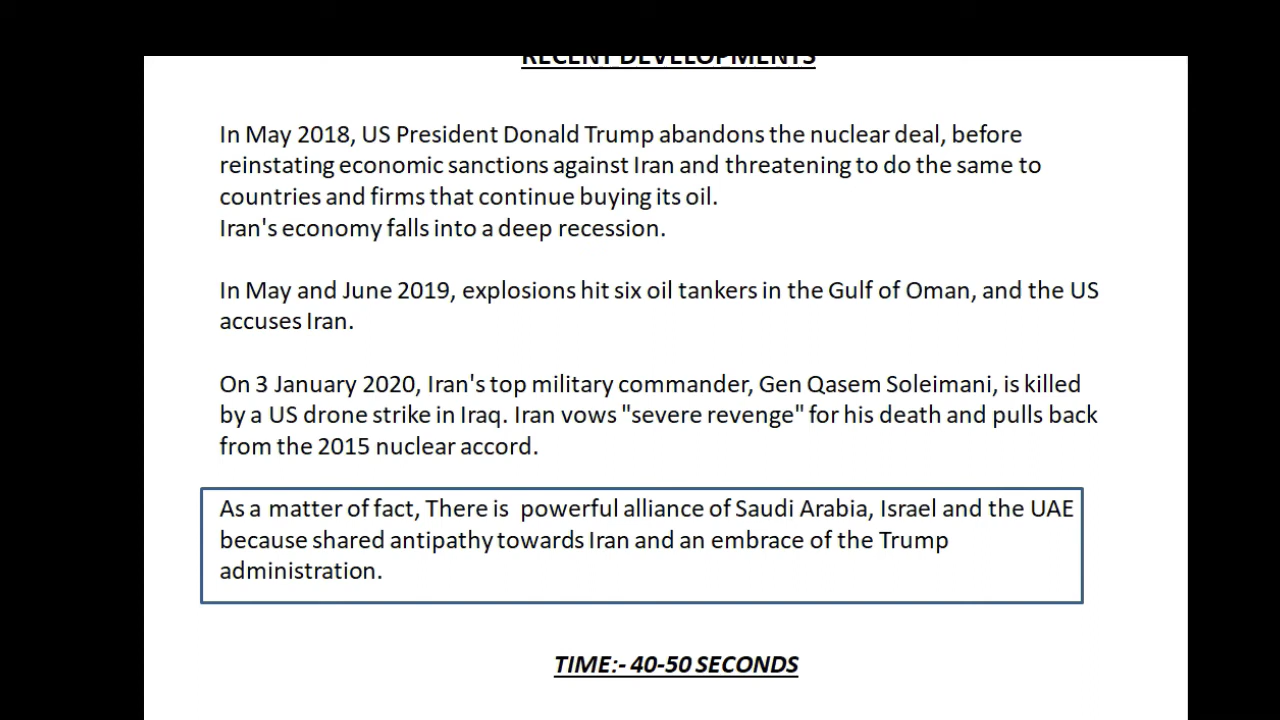 RECENT DEVELOPMENTS
In May 2018, US President Donald Trump abandons the nuclear deal, before
reinstating economic sanctions against Iran and threatening to do the same to
countries and firms that continue buying its oil.
Iran's economy falls into a deep recession.
In May and June 2019, explosions hit six oil tankers in the Gulf of Oman, and the US
accuses Iran.
On 3 January 2020, Iran's top military commander, Gen Qasem Soleimani, is killed
by a US drone strike in Iraq. Iran vows "severe revenge" for his death and pulls back
from the 2015 nuclear accord.
As a matter of fact, There is powerful alliance of Saudi Arabia, Israel and the UAE
because shared antipathy towards Iran and an embrace of the Trump
administration.
TIME:- 40-50 SECONDS